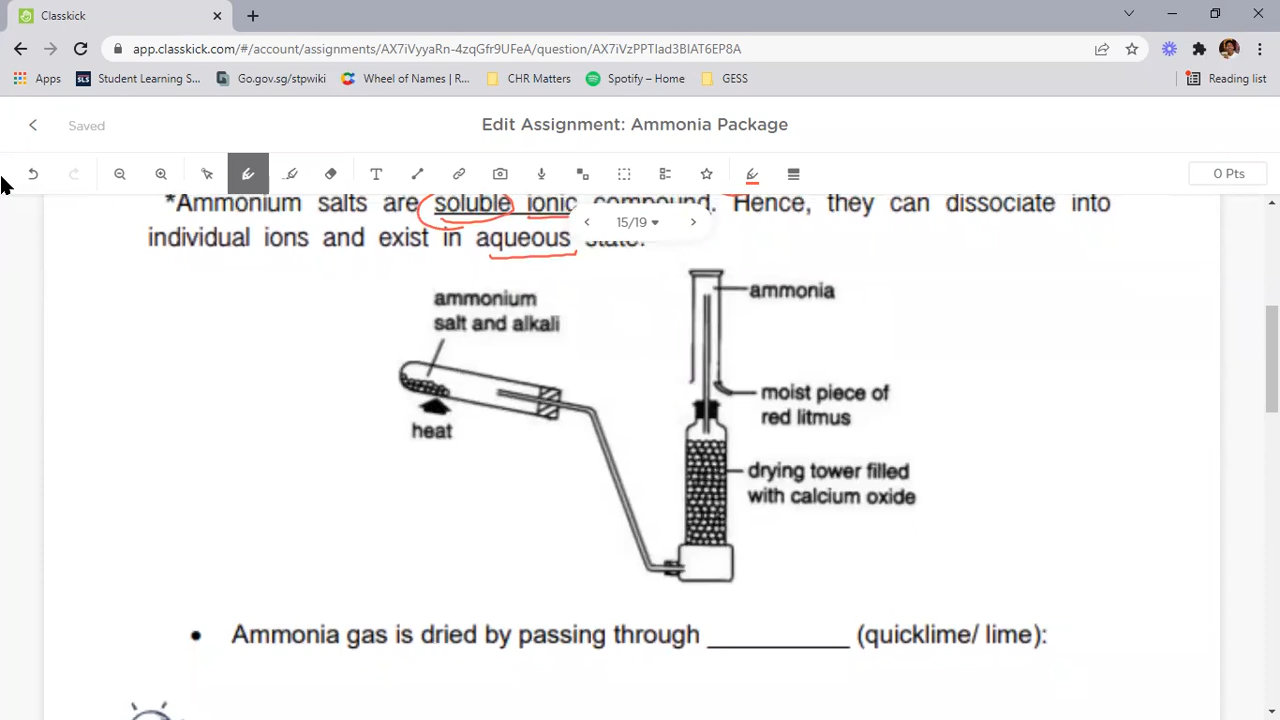 Classkick
app.classkick.com/#/account/assignments/AX7iVyyaRn-4zqGfr9UFeA/question/AX7iVzPPTIad3BIAT6EP8A
Apps SLS Student Learning S... Go.gov.sg/stpwiki Wheel of Names | R... CHR Matters Spotify – Home GESS Reading list
Saved Edit Assignment: Ammonia Package
T 0 Pts
*Ammonium salts are soluble ionic compound. Hence, they can dissociate into
15/19
individual ions and exist in aqueous state.
ammonium
salt and alkali
ammonia
heat
moist piece of
red litmus
drying tower filled
with calcium oxide
• Ammonia gas is dried by passing through __________ (quicklime/ lime):